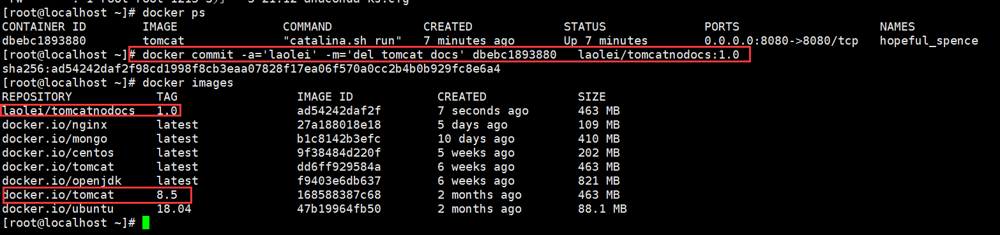 [root@localhost ~]# docker ps
CONTAINER ID IMAGE COMMAND CREATED STATUS PORTS NAMES
dbebc1893880 tomcat "catalina.sh run" 7 minutes ago Up 7 minutes 0.0.0.0:8080->8080/tcp hopeful_spence
[root@localhost ~]# docker commit -a='laolei' -m='del tomcat docs' dbebc1893880 laolei/tomcatnodocs:1.0
sha256:ad54242daf2f98cd1998f8cb3eaa07828f17ea06f570a0cc2b4b0b929fc8e6a4
[root@localhost ~]# docker images
REPOSITORY TAG IMAGE ID CREATED SIZE
laolei/tomcatnodocs 1.0 ad54242daf2f 7 seconds ago 463 MB
docker.io/nginx latest 27a188018e18 5 days ago 109 MB
docker.io/mongo latest b1c8142b3efc 10 days ago 410 MB
docker.io/centos latest 9f38484d220f 5 weeks ago 202 MB
docker.io/tomcat latest dd6ff929584a 6 weeks ago 463 MB
docker.io/openjdk latest f9403e6db637 6 weeks ago 821 MB
docker.io/tomcat 8.5 168588387c68 2 months ago 463 MB
docker.io/ubuntu 18.04 47b19964fb50 2 months ago 88.1 MB
[root@localhost ~]#